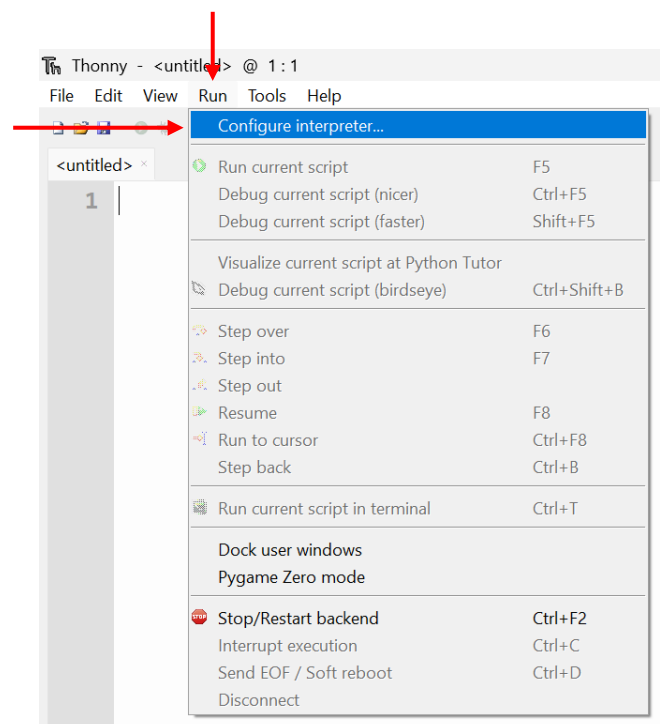 Thonny - <untitled> @ 1 : 1
File Edit View Run Tools Help
Configure interpreter...
<untitled> ×
Run current script F5
1
Debug current script (nicer) Ctrl+F5
Debug current script (faster) Shift+F5
Visualize current script at Python Tutor
Debug current script (birdseye) Ctrl+Shift+B
Step over F6
Step into F7
Step out
Resume F8
Run to cursor Ctrl+F8
Step back Ctrl+B
Run current script in terminal Ctrl+T
Dock user windows
Pygame Zero mode
Stop/Restart backend Ctrl+F2
Interrupt execution Ctrl+C
Send EOF / Soft reboot Ctrl+D
Disconnect